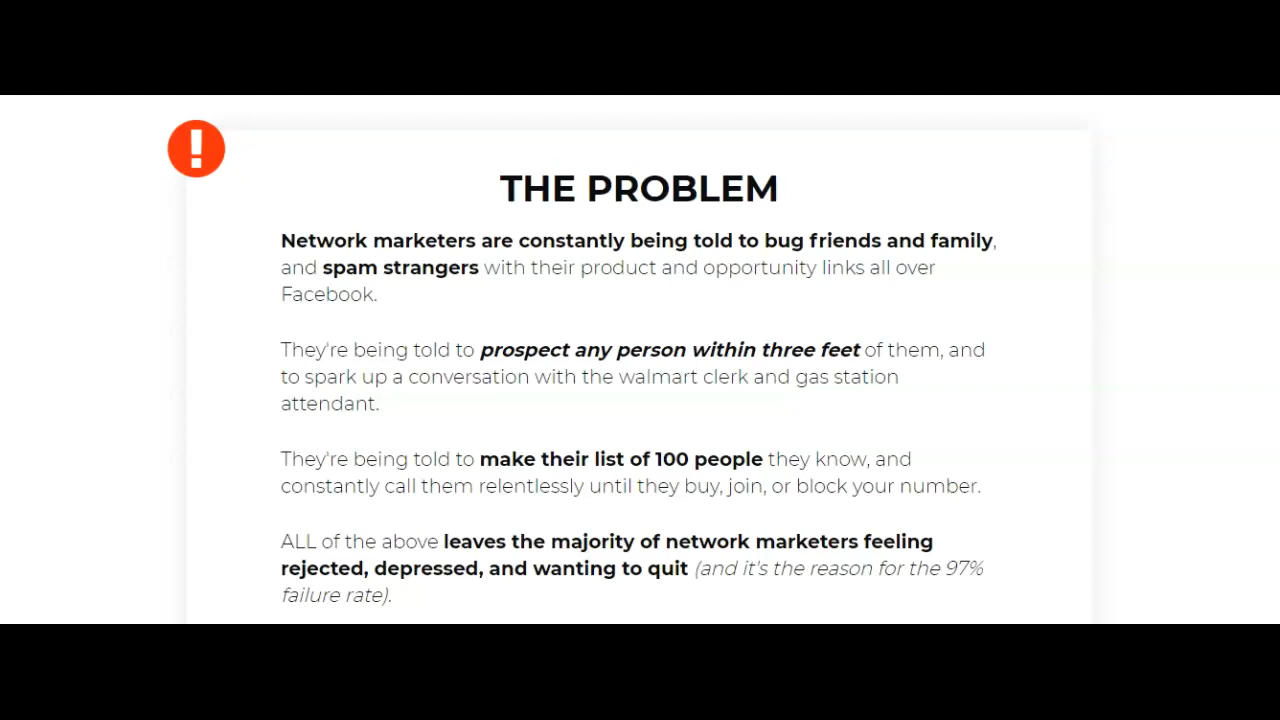 !
THE PROBLEM
Network marketers are constantly being told to bug friends and family,
and spam strangers with their product and opportunity links all over
Facebook.
They're being told to prospect any person within three feet of them, and
to spark up a conversation with the walmart clerk and gas station
attendant.
They're being told to make their list of 100 people they know, and
constantly call them relentlessly until they buy, join, or block your number.
ALL of the above leaves the majority of network marketers feeling
rejected, depressed, and wanting to quit (and it's the reason for the 97%
failure rate).